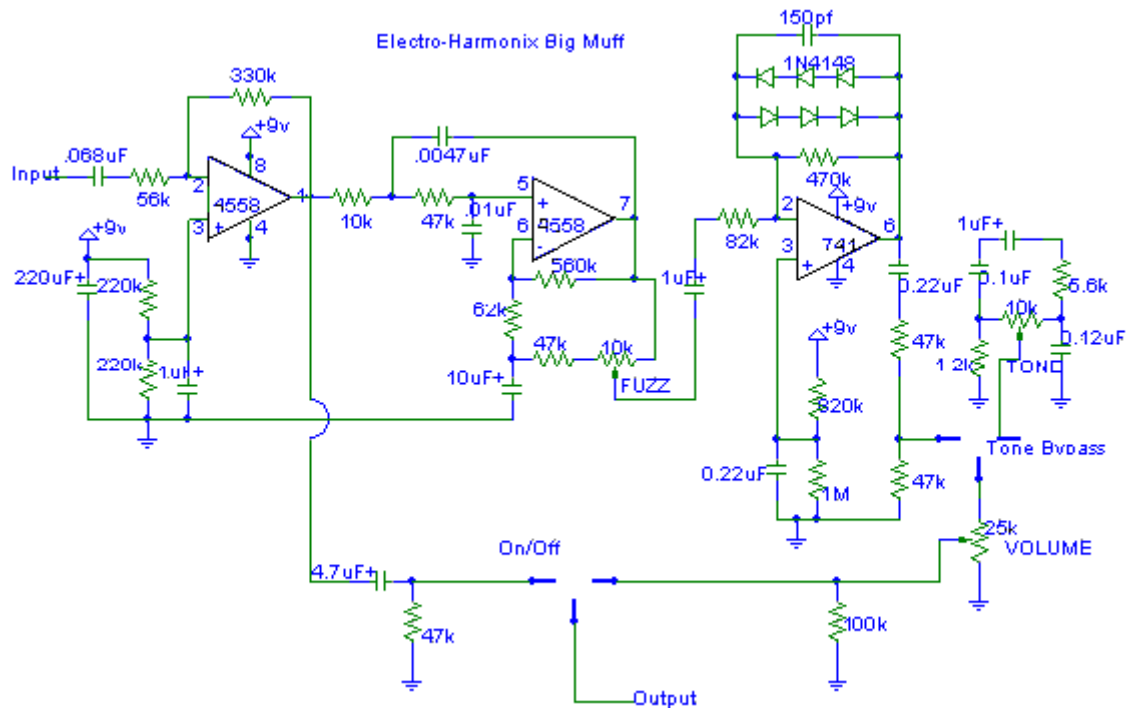 150pf
Electro-Harmonix Big Muff
1N4148
330k
+9v
.068uF
8
.0047uF
470k
Input
2
1
5
7
+9v
56k
4558
10k
47k
.01uF
+
4558
82k
2
6
1uF+
3
+
4
6
-
3
741
+
4
+9v
560k
1uF+
0.22uF
0.1uF
5.6k
220uF+
220k
62k
10k
+9v
47k
1.2k
TONE
0.12uF
220k
1uF+
47k
10k
10uF+
FUZZ
820k
Tone Bypass
0.22uF
1M
47k
25k
On/Off
VOLUME
4.7uF+
47k
100k
Output